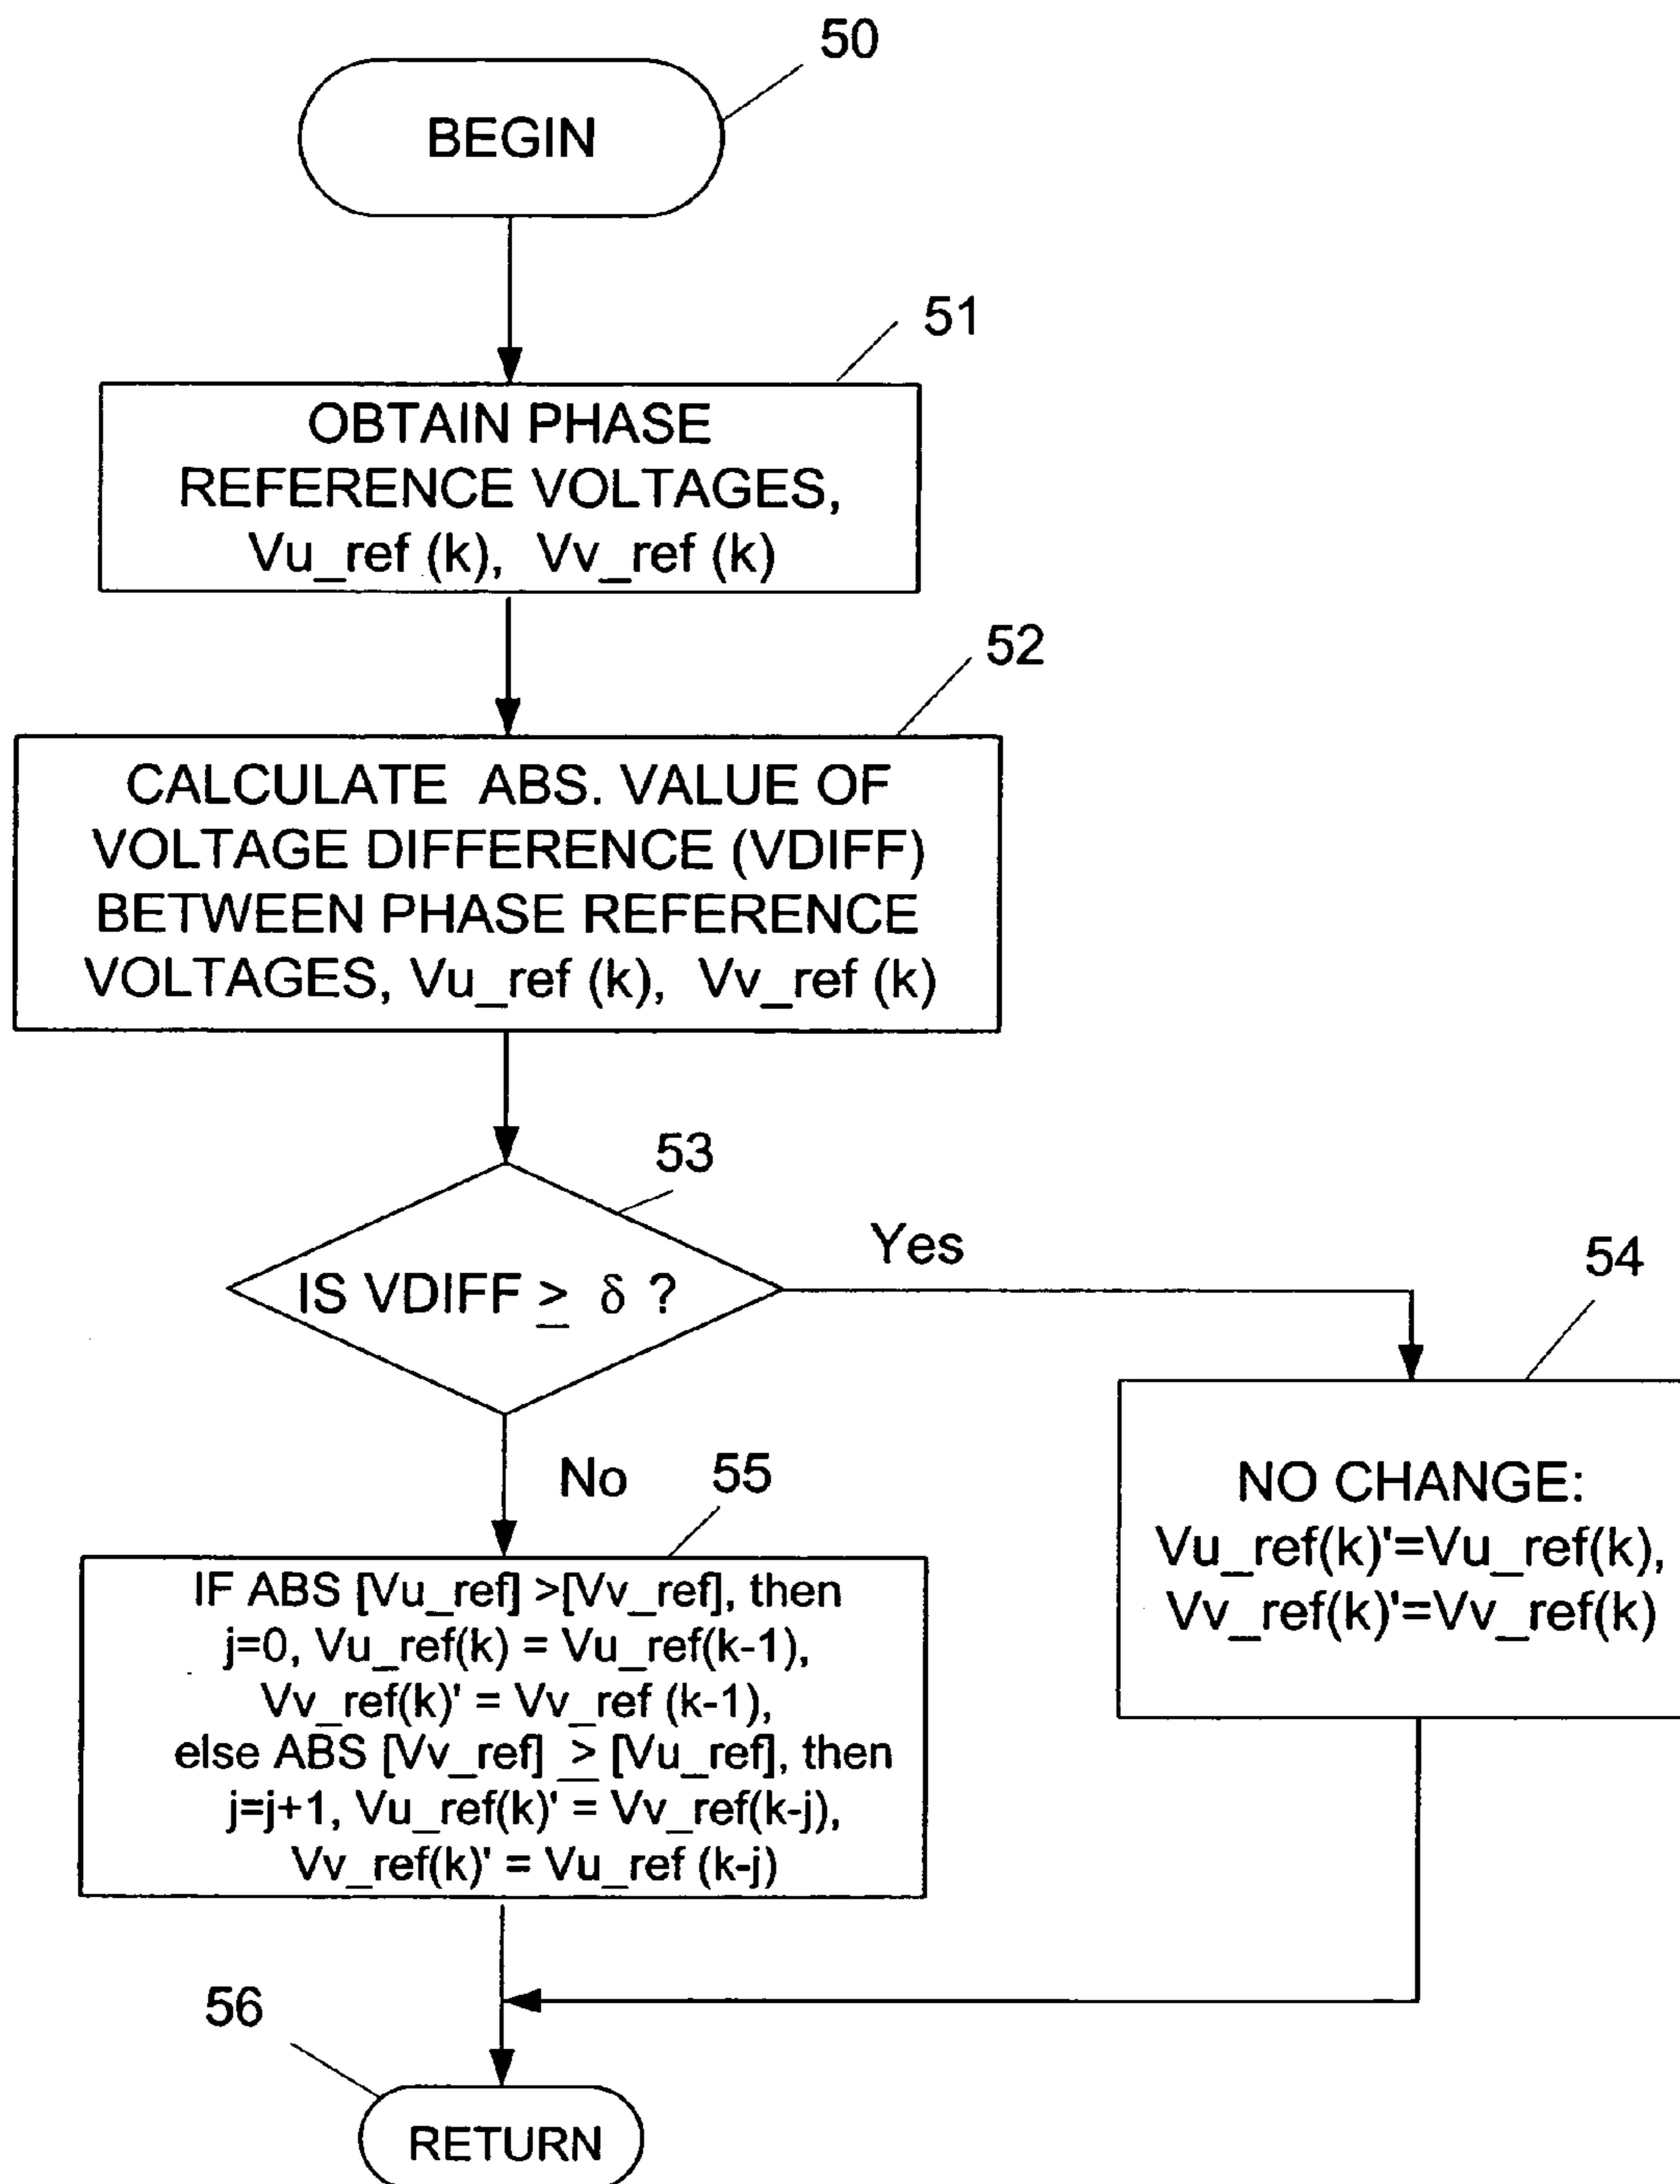 50
BEGIN
51
OBTAIN PHASE
REFERENCE VOLTAGES,
Vu_ref (k), Vv_ref (k)
52
CALCULATE ABS. VALUE OF
VOLTAGE DIFFERENCE (VDIFF)
BETWEEN PHASE REFERENCE
VOLTAGES, Vu_ref (k), Vv_ref (k)
53
IS VDIFF ≥ δ ?
Yes
54
NO CHANGE:
Vu_ref(k)'=Vu_ref(k),
Vv_ref(k)'=Vv_ref(k)
No
55
IF ABS [Vu_ref] >[Vv_ref], then
j=0, Vu_ref(k) = Vu_ref(k-1),
Vv_ref(k)' = Vv_ref (k-1),
else ABS [Vv_ref] ≥ [Vu_ref], then
j=j+1, Vu_ref(k)' = Vv_ref(k-j),
Vv_ref(k)' = Vu_ref (k-j)
56
RETURN